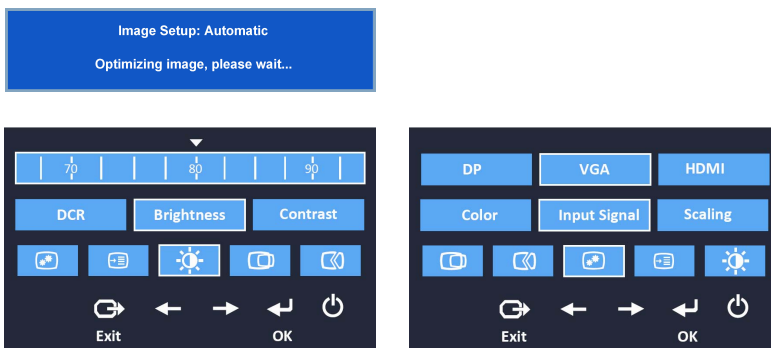 Image Setup: Automatic
Optimizing image, please wait...
70 80 90
DCR Brightness Contrast
Exit OK
DP VGA HDMI
Color Input Signal Scaling
Exit OK